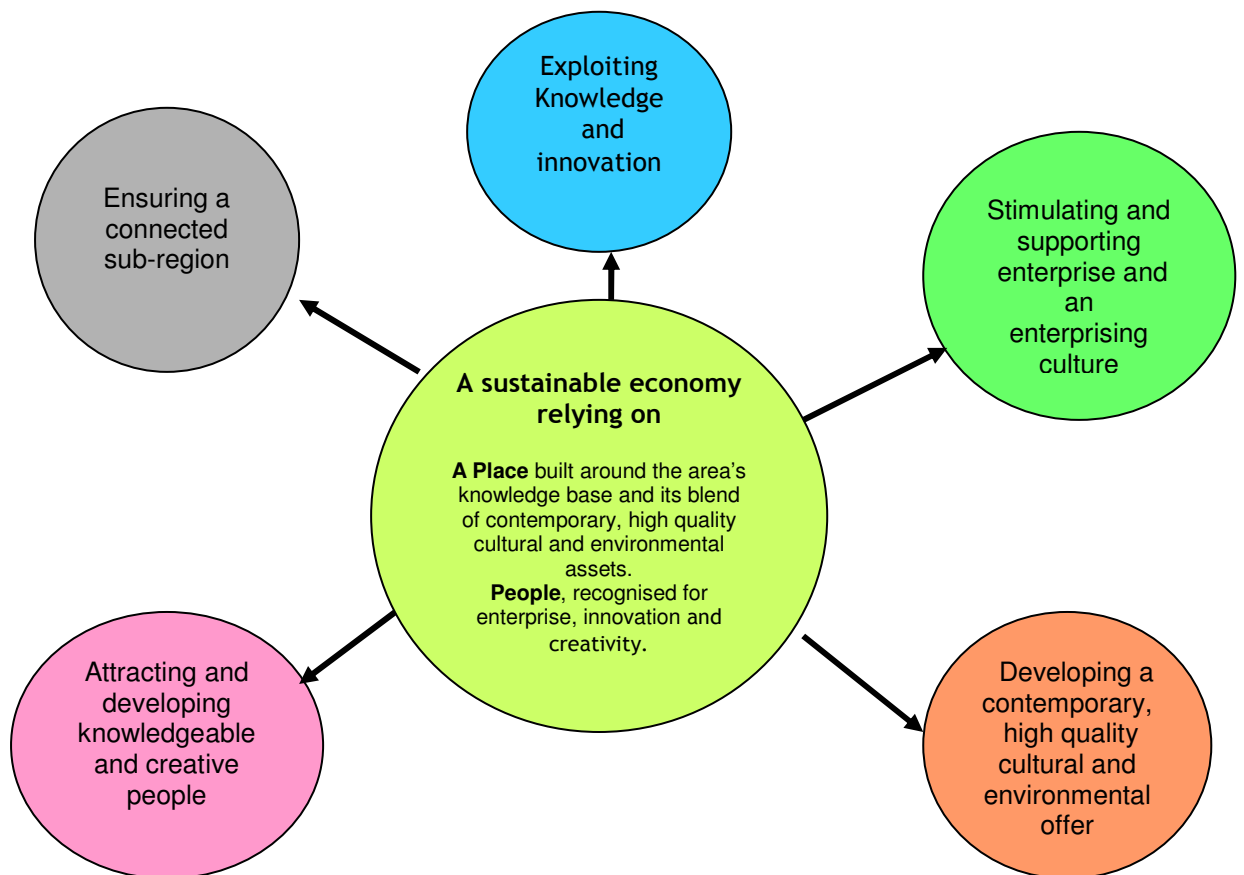 Exploiting
Knowledge
and
innovation
Ensuring a
connected
sub-region
Stimulating and
supporting
enterprise and
an
enterprising
culture
A sustainable economy
relying on
A Place built around the area’s
knowledge base and its blend
of contemporary, high quality
cultural and environmental
assets.
People, recognised for
enterprise, innovation and
creativity.
Attracting and
developing
knowledgeable
and creative
people
Developing a
contemporary,
high quality
cultural and
environmental
offer